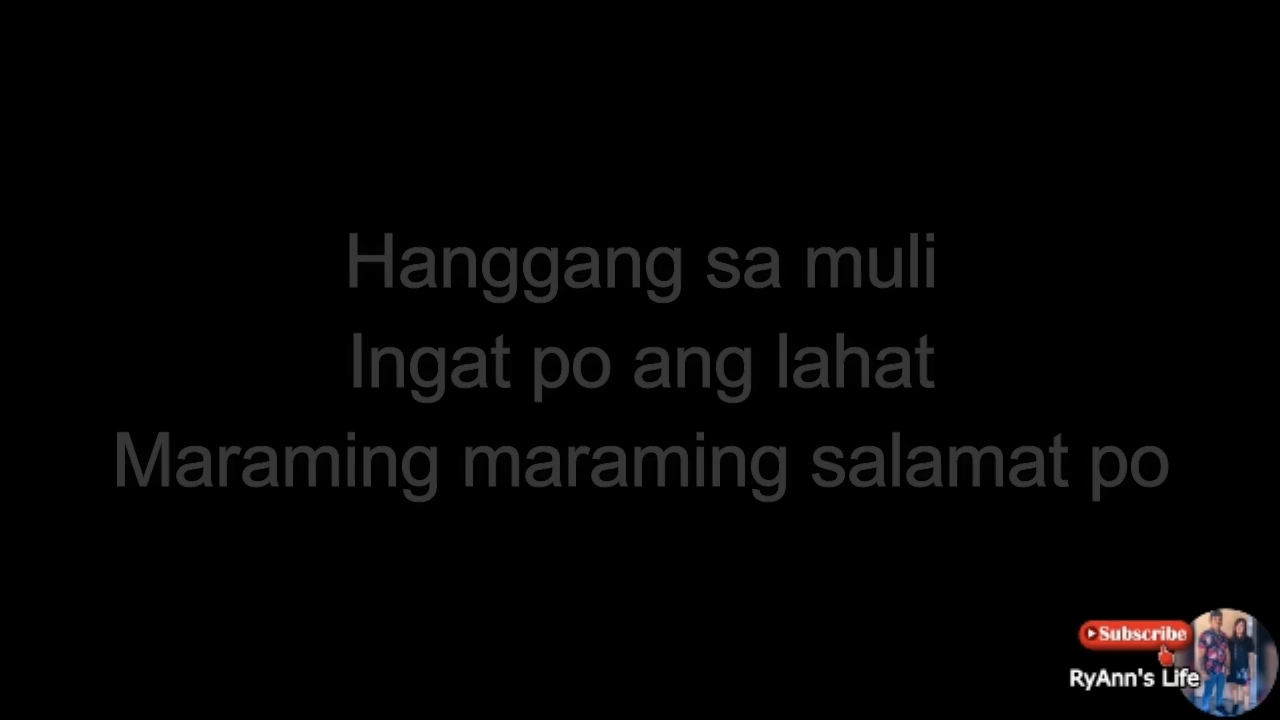 Hanggang sa muli
Ingat po ang lahat
Maraming maraming salamat po
Subscribe
RyAnn's Life